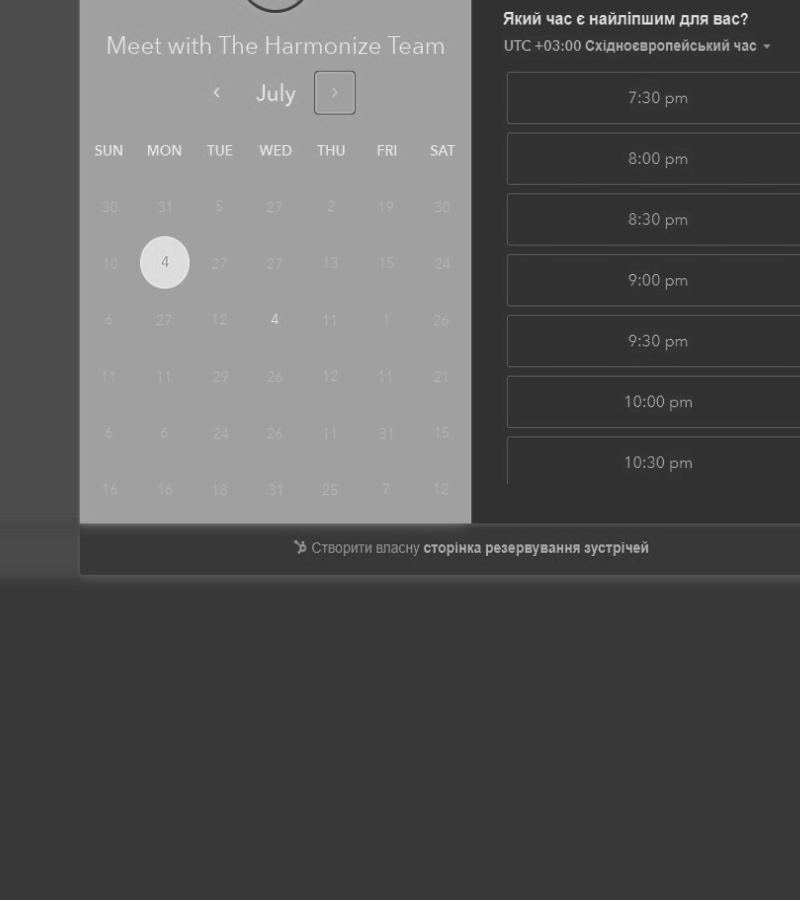 Meet with The Harmonize Team
July
SUN MON TUE WED THU FRI SAT
30 31 5 27 2 19 30
10 4 27 27 13 15 24
6 27 12 4 11 1 26
11 11 29 26 12 11 21
6 6 24 26 11 31 15
16 16 18 31 25 7 12
Який час є найліпшим для вас?
UTC +03:00 Східноєвропейський час
7:30 pm
8:00 pm
8:30 pm
9:00 pm
9:30 pm
10:00 pm
10:30 pm
Створити власну сторінка резервування зустрічей